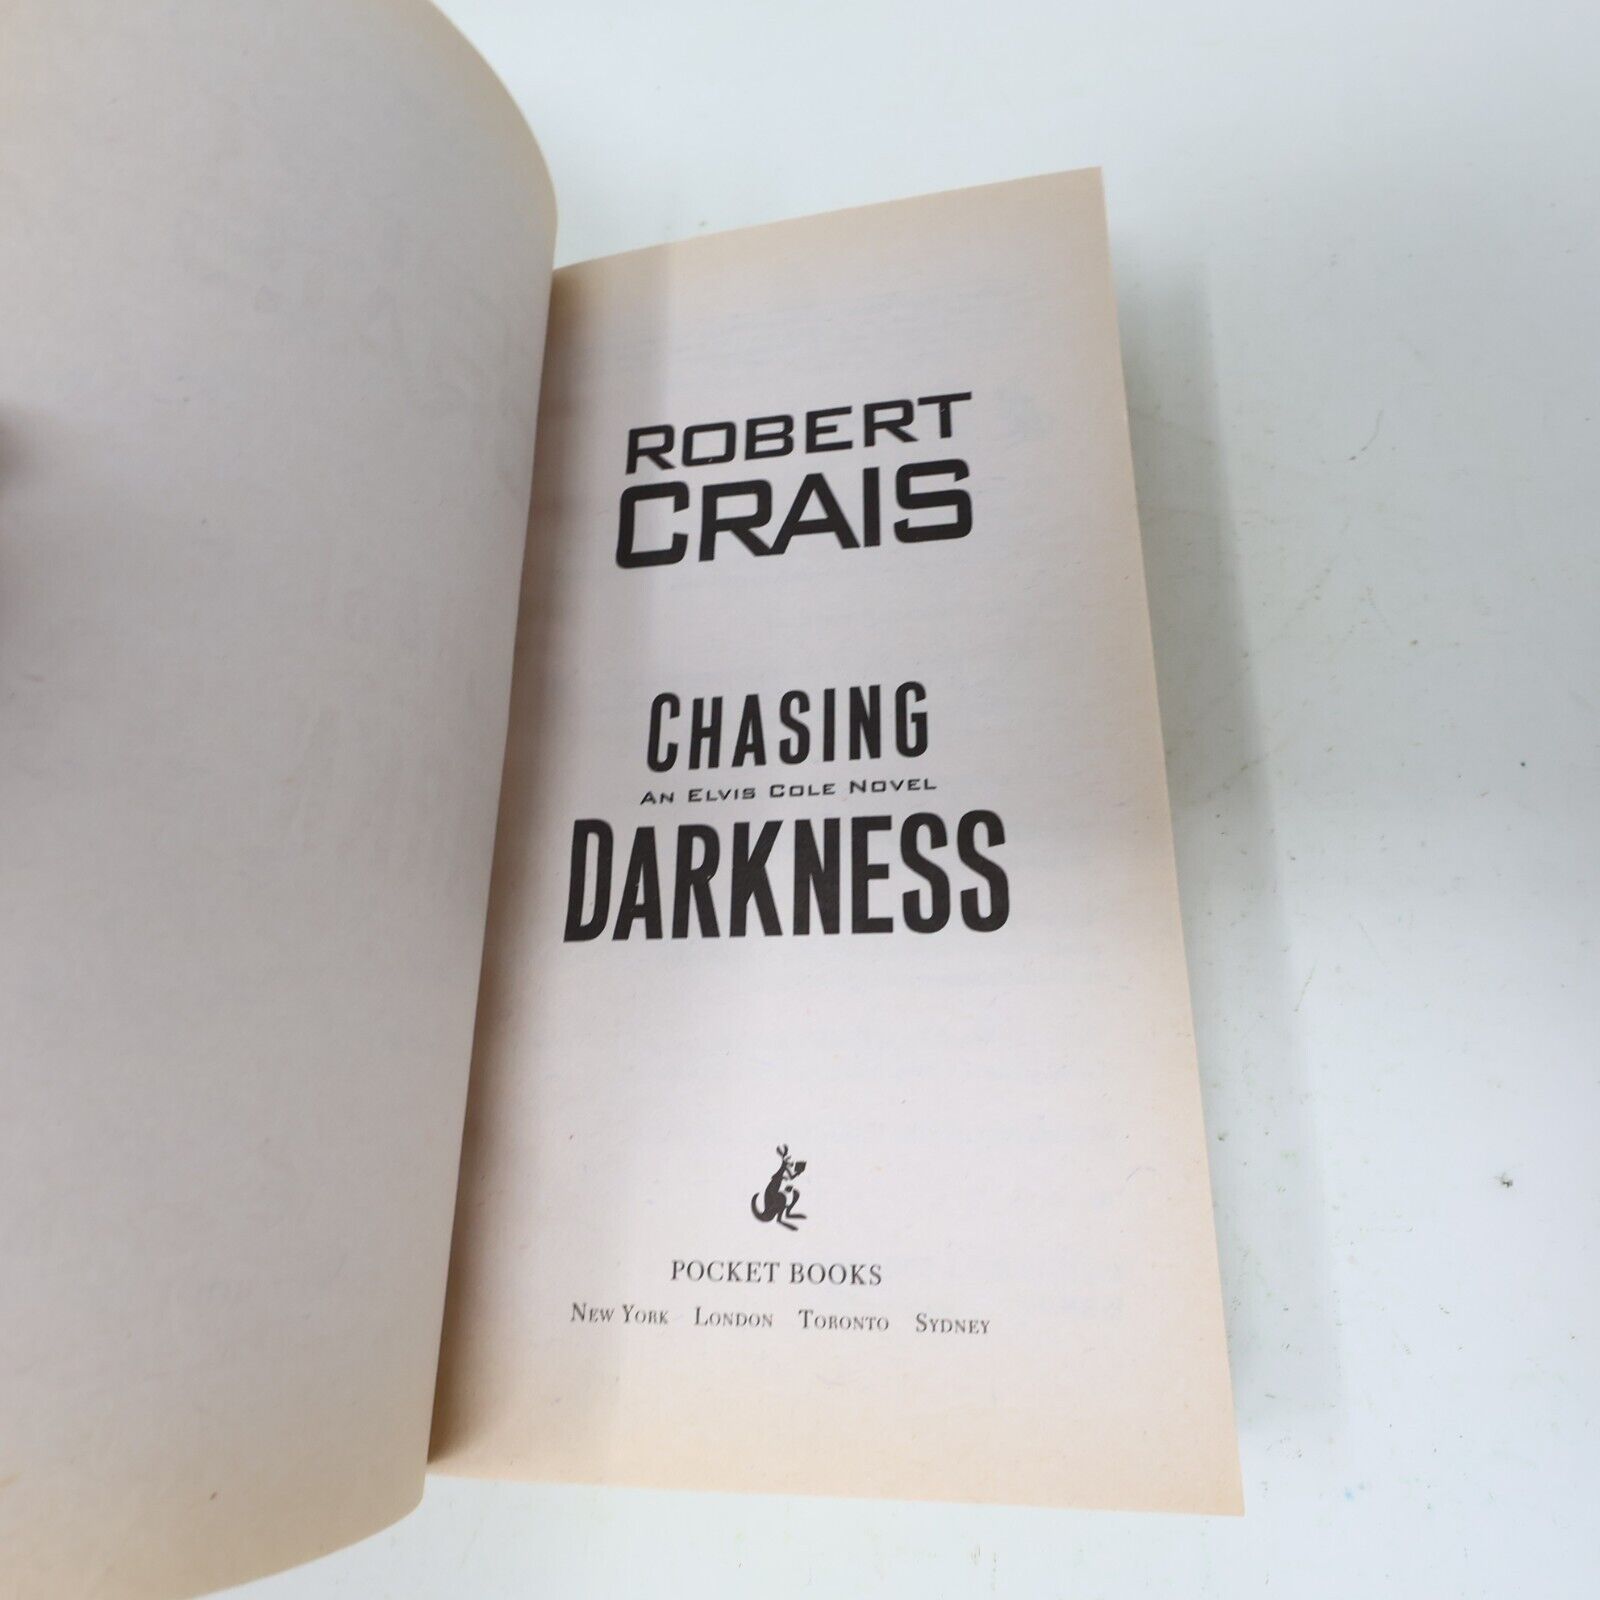 ROBERT
CRAIS
CHASING
AN ELVIS COLE NOVEL
DARKNESS
POCKET BOOKS
NEW YORK LONDON TORONTO SYDNEY